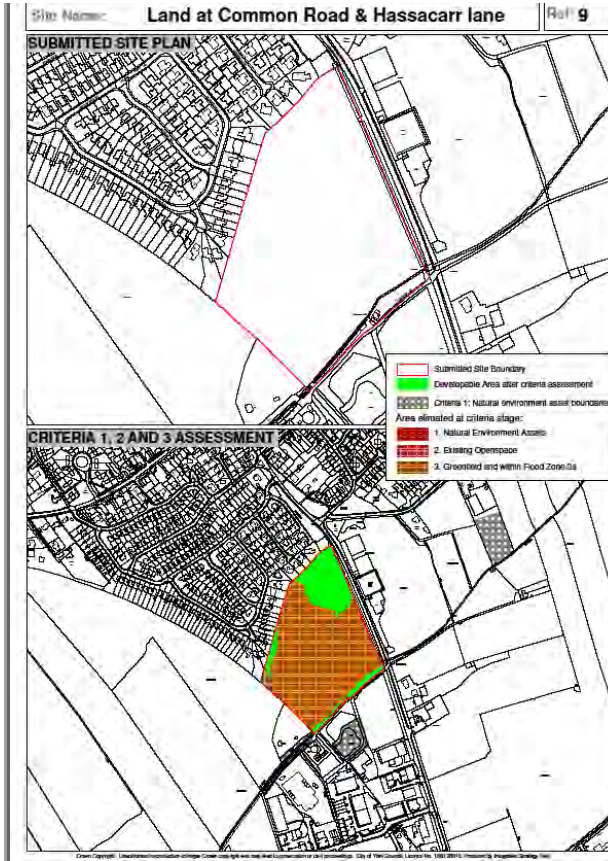 Site Name: Land at Common Road & Hassacarr lane Ref: 9
SUBMITTED SITE PLAN
Submitted Site Boundary
Developable Area after criteria assessment
Criteria 1: Natural environment asset boundaries
Area elimated at criteria stage:
1. Natural Environment Assets
2. Existing Openspace
3. Greenfield and within Flood Zone 3a
CRITERIA 1, 2 AND 3 ASSESSMENT